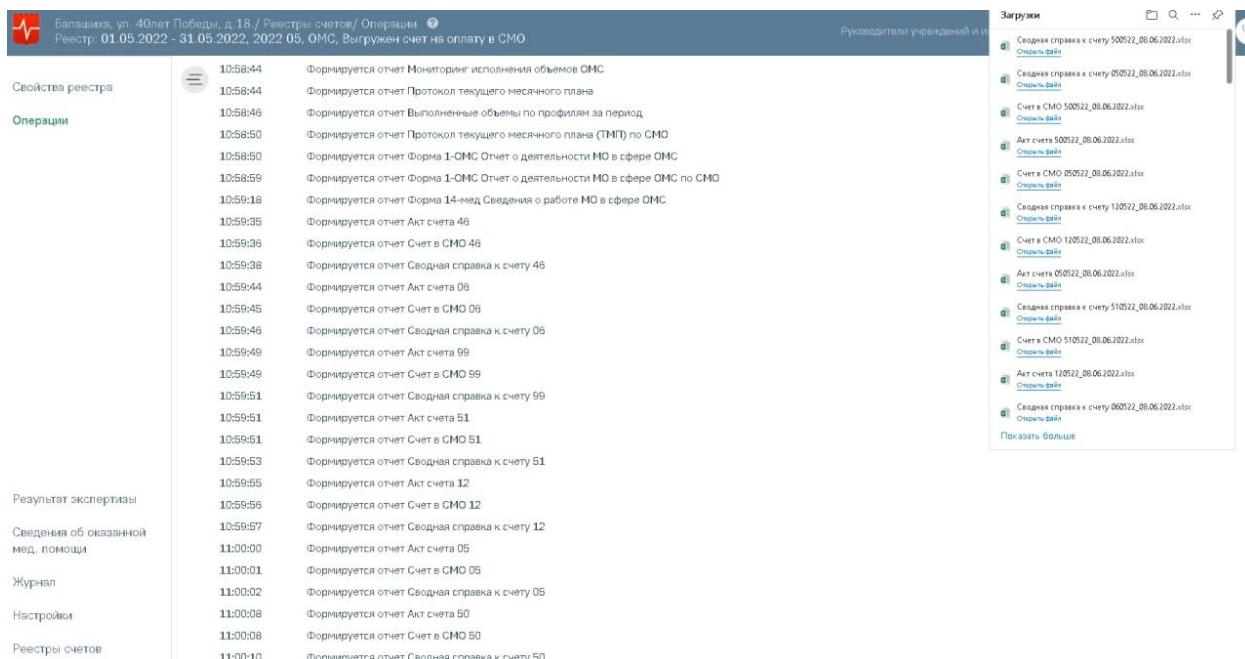 Балашиха, ул. 40лет Победы, д.18./ Реестры счетов/ Операции ?
Реестр: 01.05.2022 - 31.05.2022, 2022 05, ОМС, Выгружен счет на оплату в СМО
Руководители учреждений и
Свойства реестра
Операции
Результат экспертизы
Сведения об оказанной
мед. помощи
Журнал
Настройки
Реестры счетов
10:58:44 Формируется отчет Мониторинг исполнения объемов ОМС
10:58:44 Формируется отчет Протокол текущего месячного плана
10:58:46 Формируется отчет Выполненные объемы по профилям за период
10:58:50 Формируется отчет Протокол текущего месячного плана (ТМП) по СМО
10:58:50 Формируется отчет Форма 1-ОМС Отчет о деятельности МО в сфере ОМС
10:58:59 Формируется отчет Форма 1-ОМС Отчет о деятельности МО в сфере ОМС по СМО
10:59:18 Формируется отчет Форма 14-мед Сведения о работе МО в сфере ОМС
10:59:35 Формируется отчет Акт счета 46
10:59:36 Формируется отчет Счет в СМО 46
10:59:38 Формируется отчет Сводная справка к счету 46
10:59:44 Формируется отчет Акт счета 06
10:59:45 Формируется отчет Счет в СМО 06
10:59:46 Формируется отчет Сводная справка к счету 06
10:59:49 Формируется отчет Акт счета 99
10:59:49 Формируется отчет Счет в СМО 99
10:59:51 Формируется отчет Сводная справка к счету 99
10:59:51 Формируется отчет Акт счета 51
10:59:51 Формируется отчет Счет в СМО 51
10:59:53 Формируется отчет Сводная справка к счету 51
10:59:55 Формируется отчет Акт счета 12
10:59:56 Формируется отчет Счет в СМО 12
10:59:57 Формируется отчет Сводная справка к счету 12
11:00:00 Формируется отчет Акт счета 05
11:00:01 Формируется отчет Счет в СМО 05
11:00:02 Формируется отчет Сводная справка к счету 05
11:00:08 Формируется отчет Акт счета 50
11:00:08 Формируется отчет Счет в СМО 50
11:00:10 Формируется отчет Сводная справка к счету 50
Загрузки
Сводная справка к счету 500522_08.06.2022.xlsx
Открыть файл
Сводная справка к счету 050522_08.06.2022.xlsx
Открыть файл
Счет в СМО 500522_08.06.2022.xlsx
Открыть файл
Акт счета 500522_08.06.2022.xlsx
Открыть файл
Счет в СМО 050522_08.06.2022.xlsx
Открыть файл
Сводная справка к счету 120522_08.06.2022.xlsx
Открыть файл
Счет в СМО 120522_08.06.2022.xlsx
Открыть файл
Акт счета 050522_08.06.2022.xlsx
Открыть файл
Сводная справка к счету 510522_08.06.2022.xlsx
Открыть файл
Счет в СМО 510522_08.06.2022.xlsx
Открыть файл
Акт счета 120522_08.06.2022.xlsx
Открыть файл
Сводная справка к счету 060522_08.06.2022.xlsx
Открыть файл
Показать больше